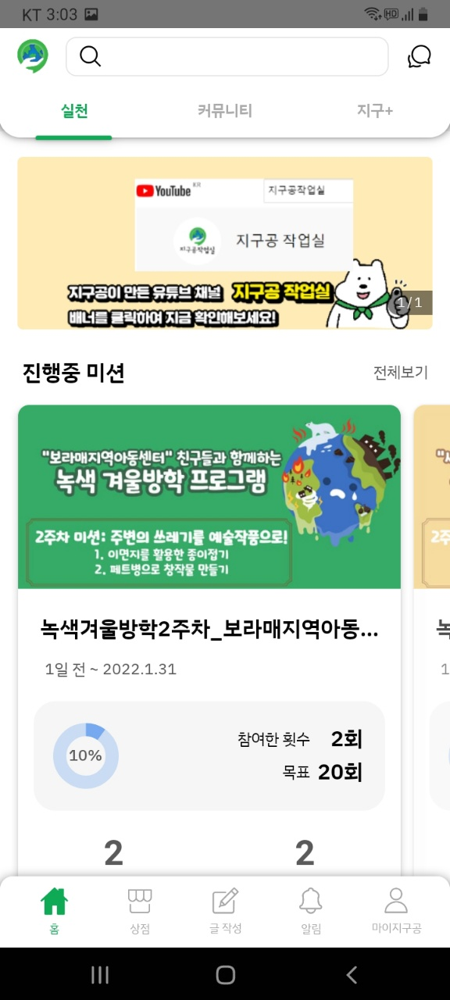 KT 3:03
HD
실천
커뮤니티
지구+
YouTube KR
지구공작업실
지구공작업실
지구공 작업실
지구공이 만든 유튜브 채널 지구공 작업실
배너를 클릭하여 지금 확인해보세요!
1/1
진행중 미션
전체보기
"보라매지역아동센터" 친구들과 함께하는
녹색 겨울방학 프로그램
2주차 미션: 주변의 쓰레기를 예술작품으로!
1. 이면지를 활용한 종이접기
2. 페트병으로 창작물 만들기
2주
녹색겨울방학2주차_보라매지역아동...
녹
1일 전 ~ 2022.1.31
1
10%
참여한 횟수 2회
목표 20회
2
2
홈
상점
글 작성
알림
마이지구공